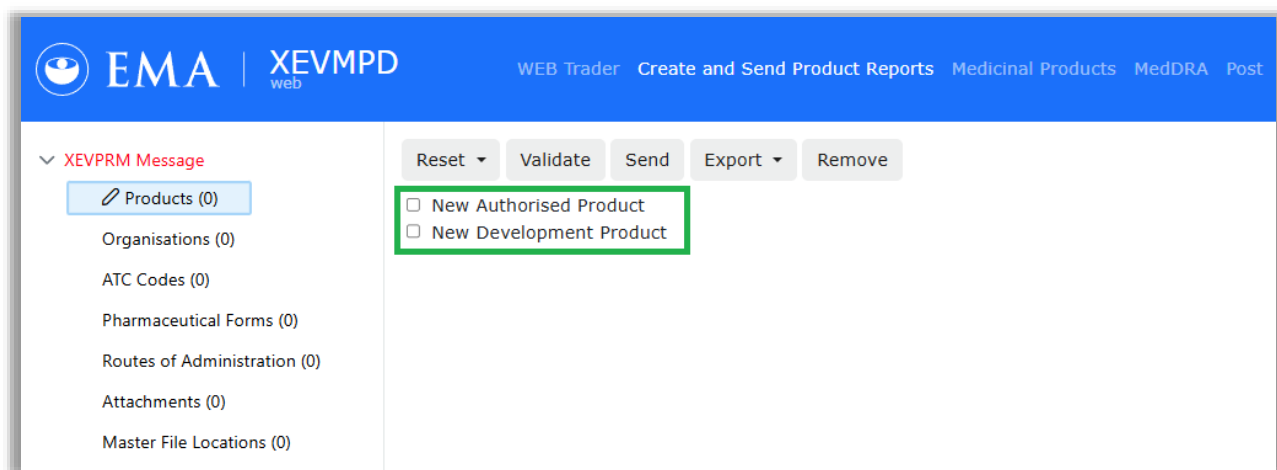 EMA
XEVMPD
web
WEB Trader Create and Send Product Reports Medicinal Products MedDRA Post
XEVPRM Message
Products (0)
Organisations (0)
ATC Codes (0)
Pharmaceutical Forms (0)
Routes of Administration (0)
Attachments (0)
Master File Locations (0)
Reset Validate Send Export Remove
New Authorised Product
New Development Product